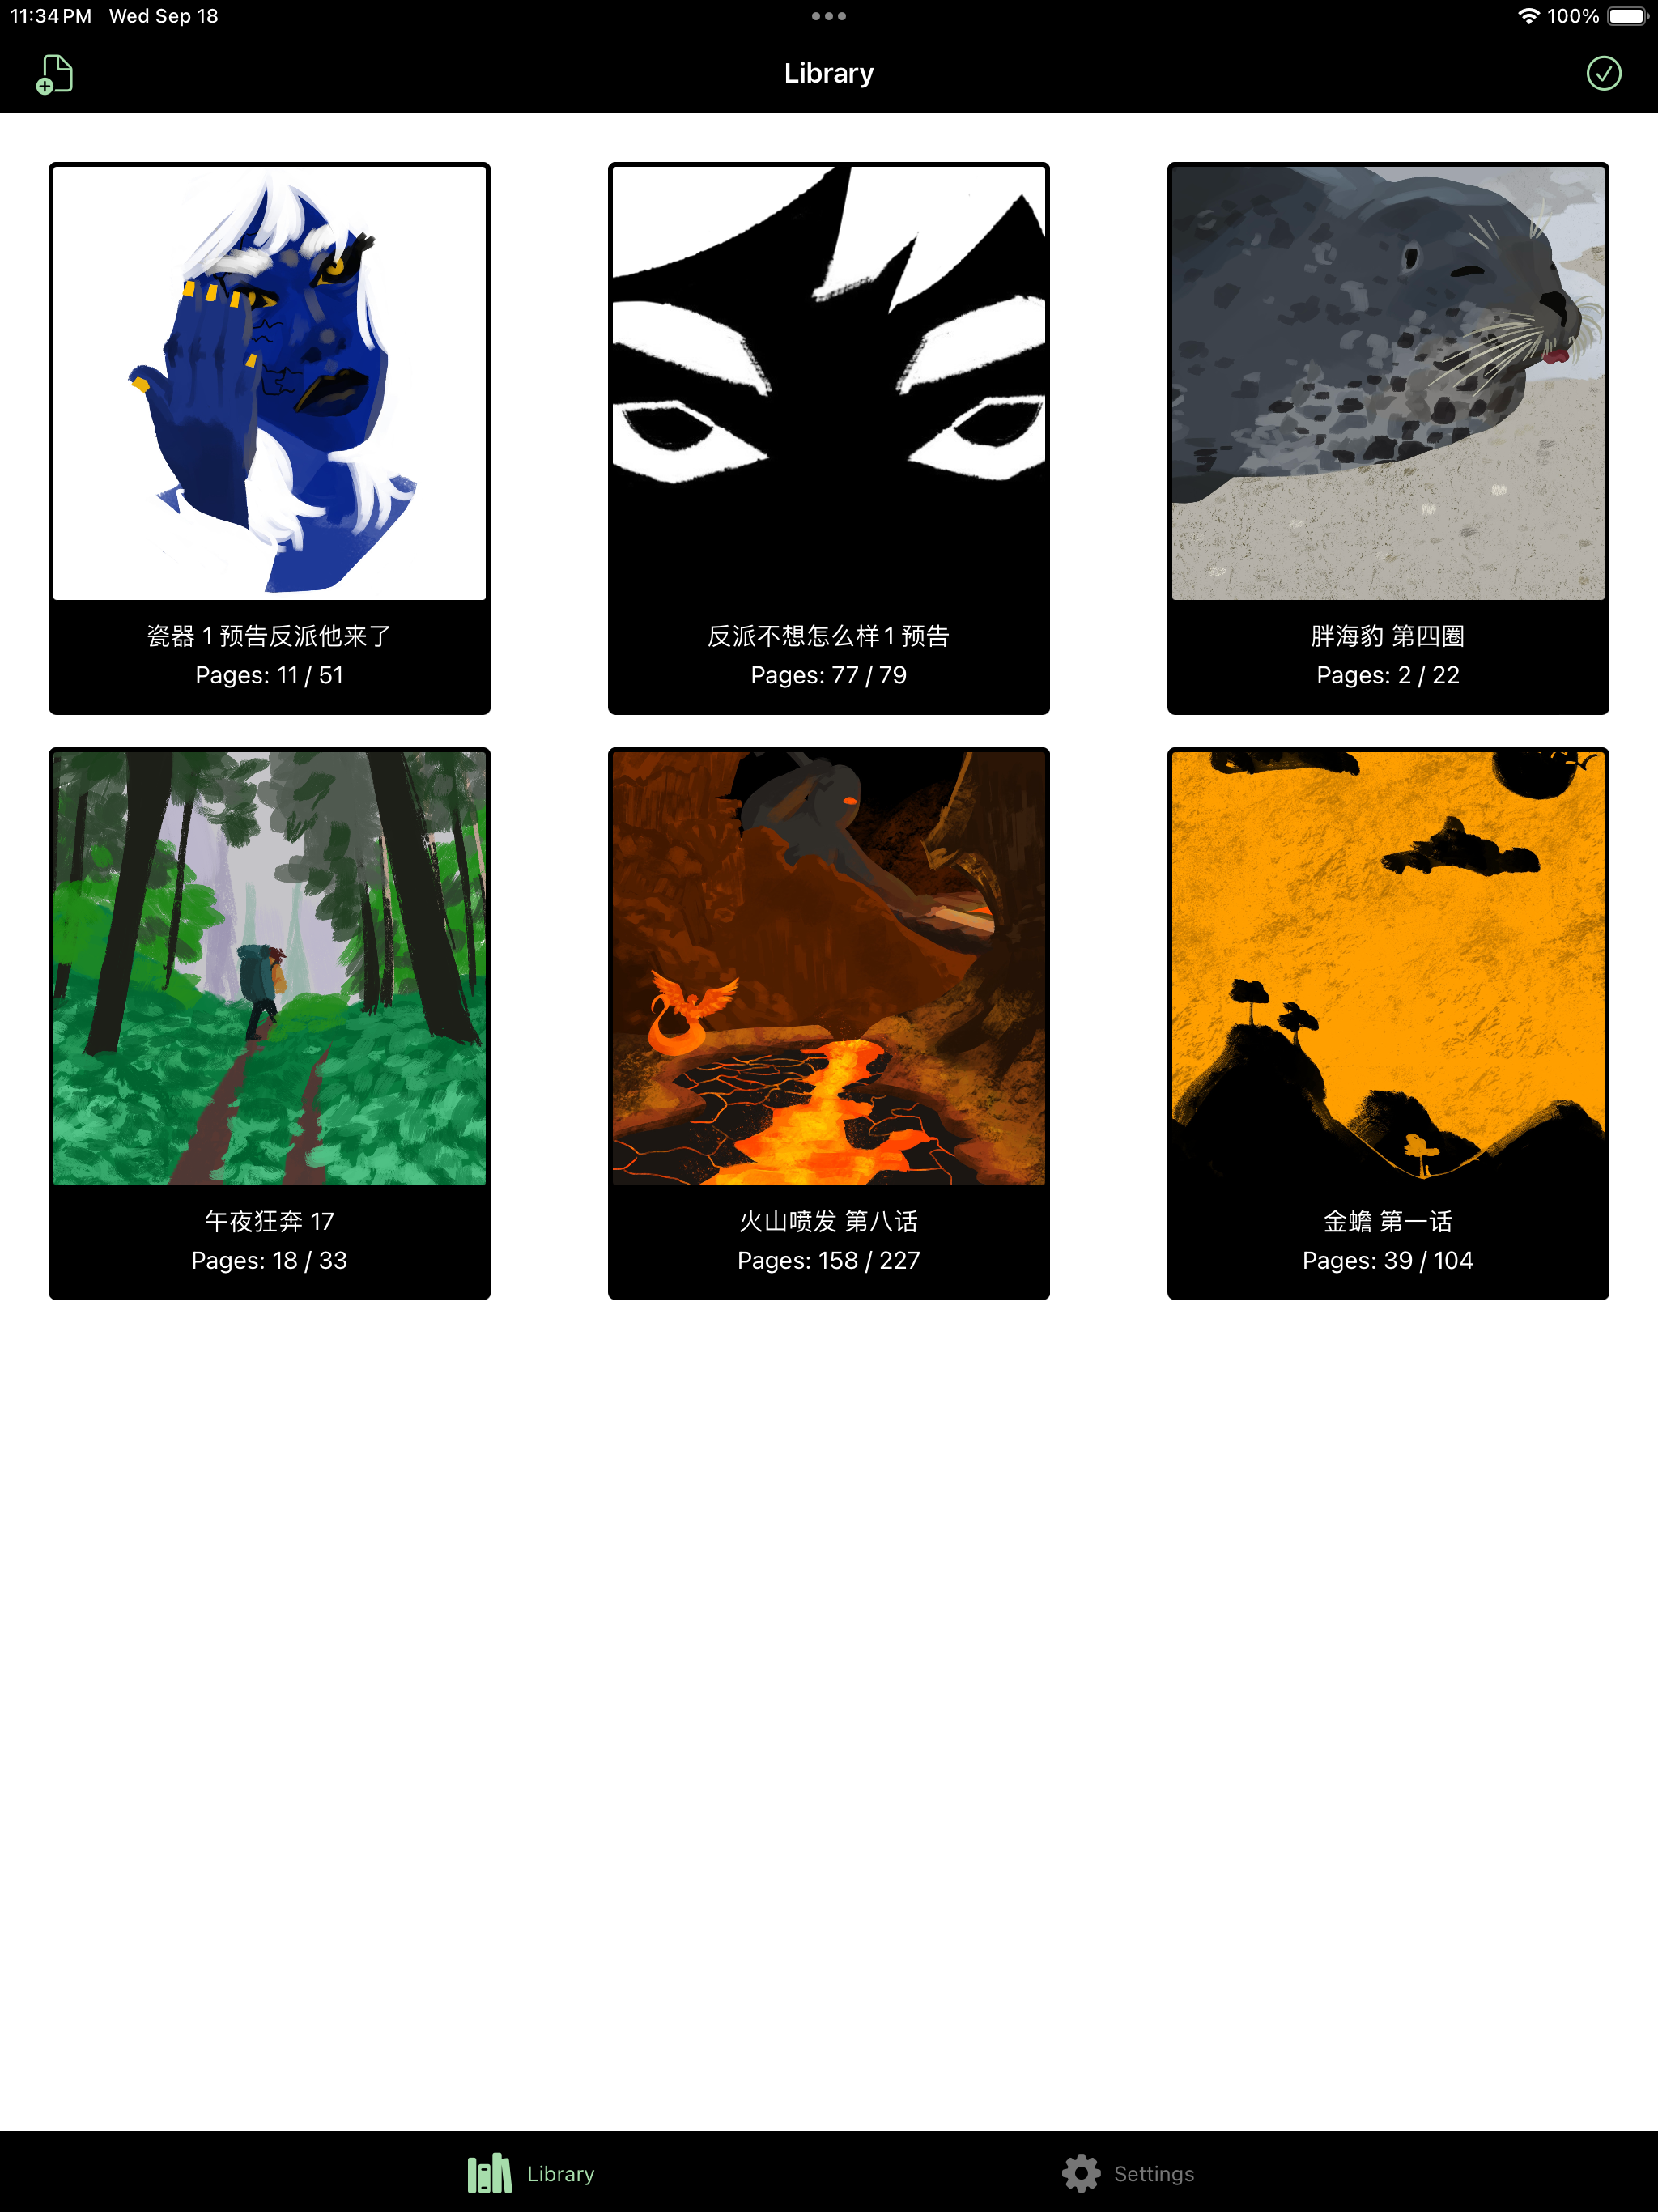 11:34 PM Wed Sep 18
100%
Library
瓷器 1 预告反派他来了
Pages: 11 / 51
反派不想怎么样1 预告
Pages: 77 / 79
胖海豹 第四圈
Pages: 2 / 22
午夜狂奔 17
Pages: 18 / 33
火山喷发 第八话
Pages: 158 / 227
金蟾 第一话
Pages: 39 / 104
Library
Settings